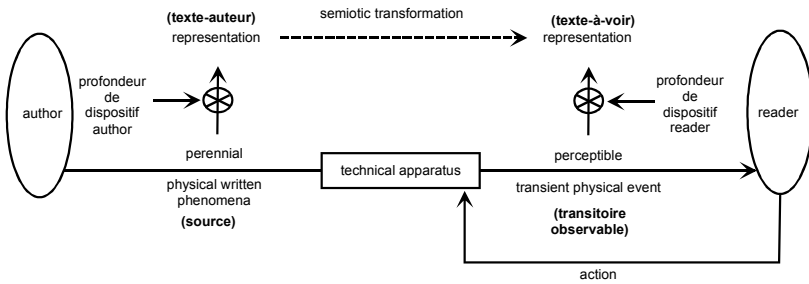 (texte-auteur)
representation
semiotic transformation
(texte-à-voir)
representation
author
profondeur
de
dispositif
author
profondeur
de
dispositif
reader
reader
perennial
technical apparatus
perceptible
physical written
phenomena
(source)
transient physical event
(transitoire
observable)
action